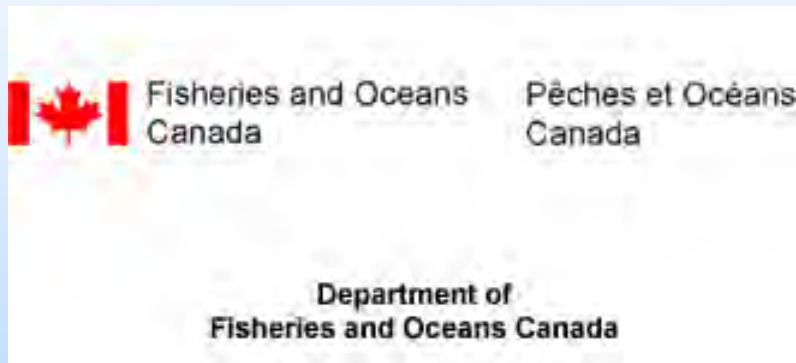 Fisheries and Oceans
Canada
Pêches et Océans
Canada
Department of
Fisheries and Oceans Canada